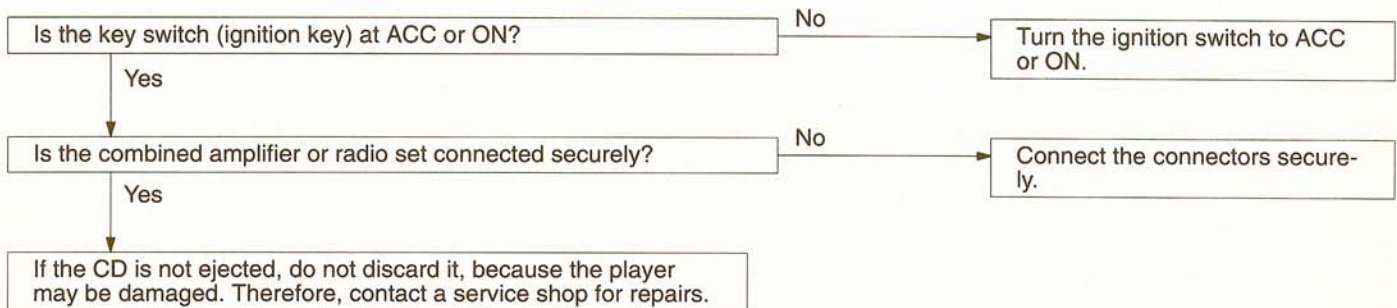 Is the key switch (ignition key) at ACC or ON?
No
Turn the ignition switch to ACC
or ON.
Yes
Is the combined amplifier or radio set connected securely?
No
Connect the connectors secure-
ly.
Yes
If the CD is not ejected, do not discard it, because the player
may be damaged. Therefore, contact a service shop for repairs.